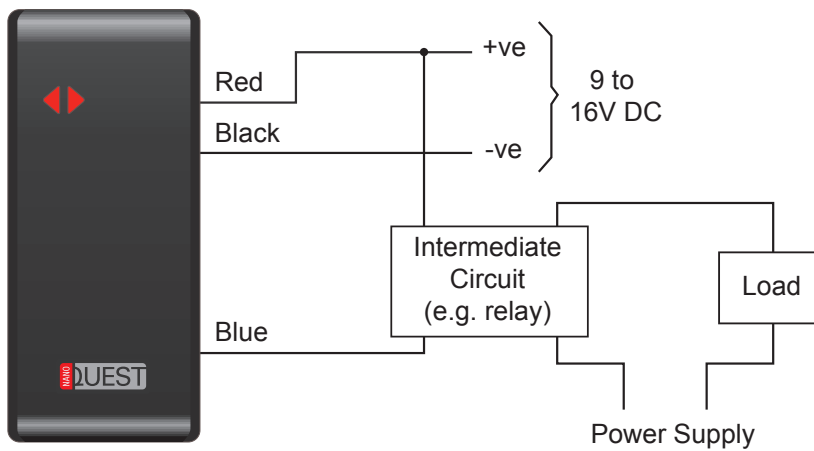 +ve
Red
9 to
16V DC
Black
-ve
Intermediate
Circuit
(e.g. relay)
Load
Blue
NANO QUEST
Power Supply